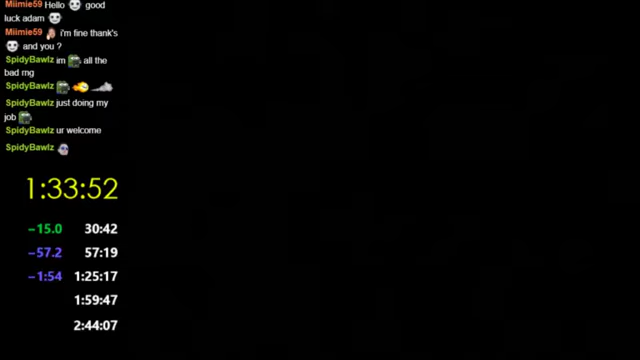 Miimie59 Hello good
luck adam
Miimie59 i'm fine thank's
and you ?
SpidyBawlz im all the
bad rng
SpidyBawlz
SpidyBawlz just doing my
job
SpidyBawlz ur welcome
SpidyBawlz
1:33:52
-15.0 30:42
-57.2 57:19
-1:54 1:25:17
1:59:47
2:44:07